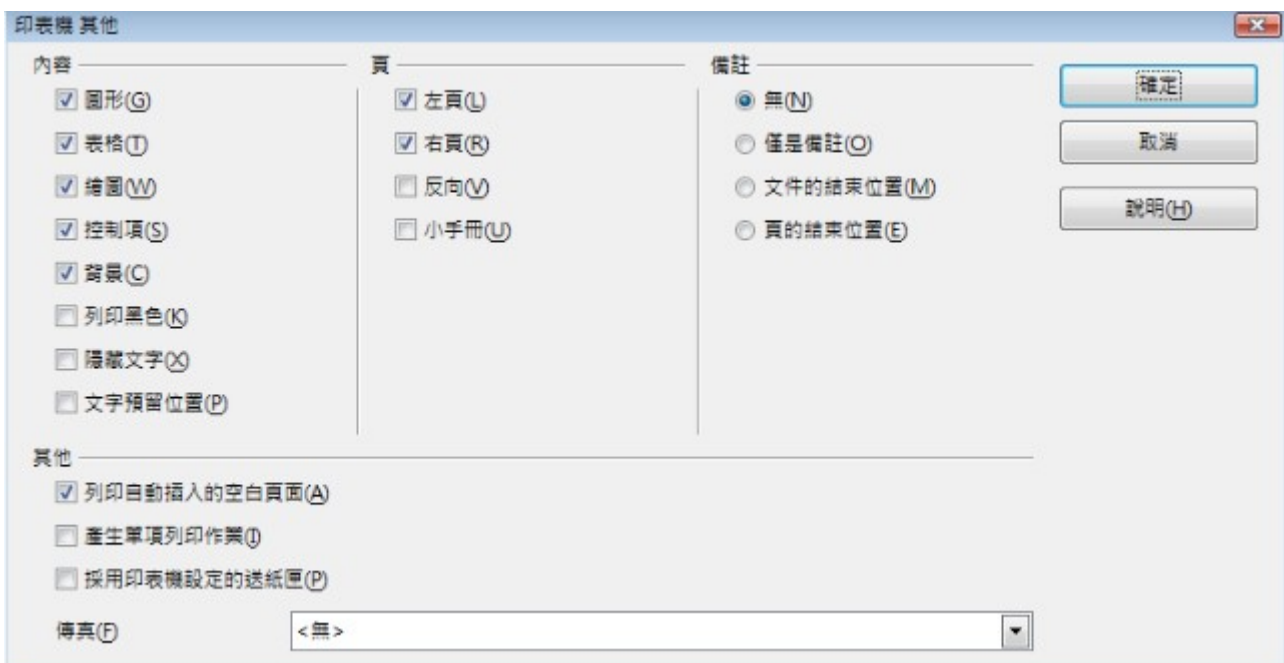 印表機 其他
內容
圖形(G)
表格(T)
繪圖(W)
控制項(S)
背景(C)
列印黑色(K)
隱藏文字(X)
文字預留位置(P)
頁
左頁(L)
右頁(R)
反向(V)
小手冊(U)
備註
無(N)
僅是備註(O)
文件的結束位置(M)
頁的結束位置(E)
確定
取消
說明(H)
其他
列印自動插入的空白頁面(A)
產生單項列印作業(I)
採用印表機設定的送紙匣(P)
傳真(F) <無>